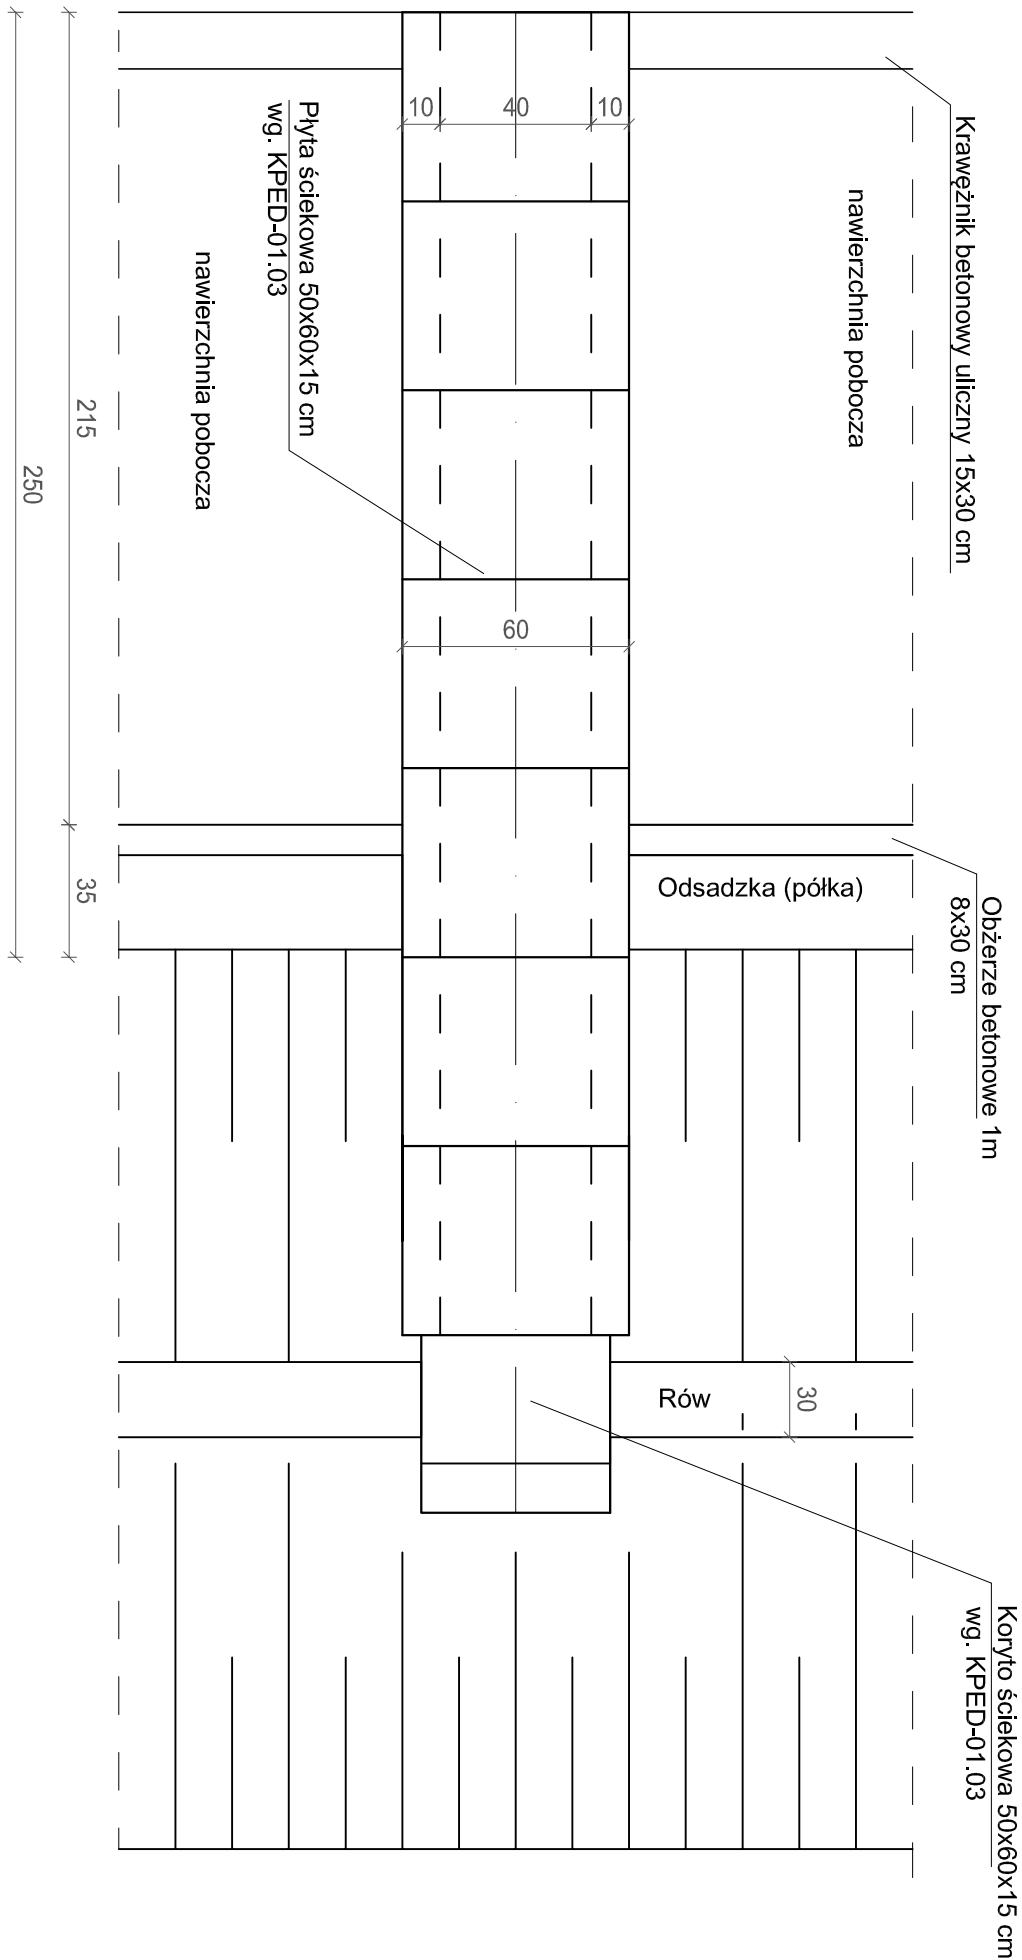 10
40
10
Krawężnik betonowy uliczny 15x30 cm
nawierzchnia pobocza
Płyta ściekowa 50x60x15 cm
wg. KPED-01.03
nawierzchnia pobocza
215
250
60
35
Odsadzka (półka)
Obżerze betonowe 1m
8x30 cm
Rów
30
Koryto ściekowa 50x60x15 cm
wg. KPED-01.03